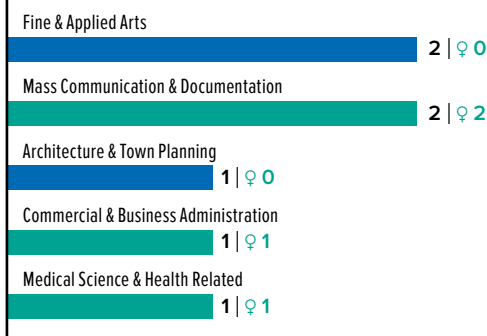 Fine & Applied Arts
2 | ♀ 0
Mass Communication & Documentation
2 | ♀ 2
Architecture & Town Planning
1 | ♀ 0
Commercial & Business Administration
1 | ♀ 1
Medical Science & Health Related
1 | ♀ 1